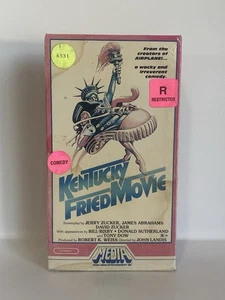 6531
From the
creators of
AIRPLANE!...
a wacky and
irreverent
comedy.
R
RESTRICTED
COMEDY
KENTUCKY
FRIED MOVIE
Screenplay by JERRY ZUCKER, JAMES ABRAHAMS,
DAVID ZUCKER
With appearances by BILL BIXBY • DONALD SUTHERLAND
and TONY DOW
Produced by ROBERT K. WEISS Directed by JOHN LANDIS
MEDIA